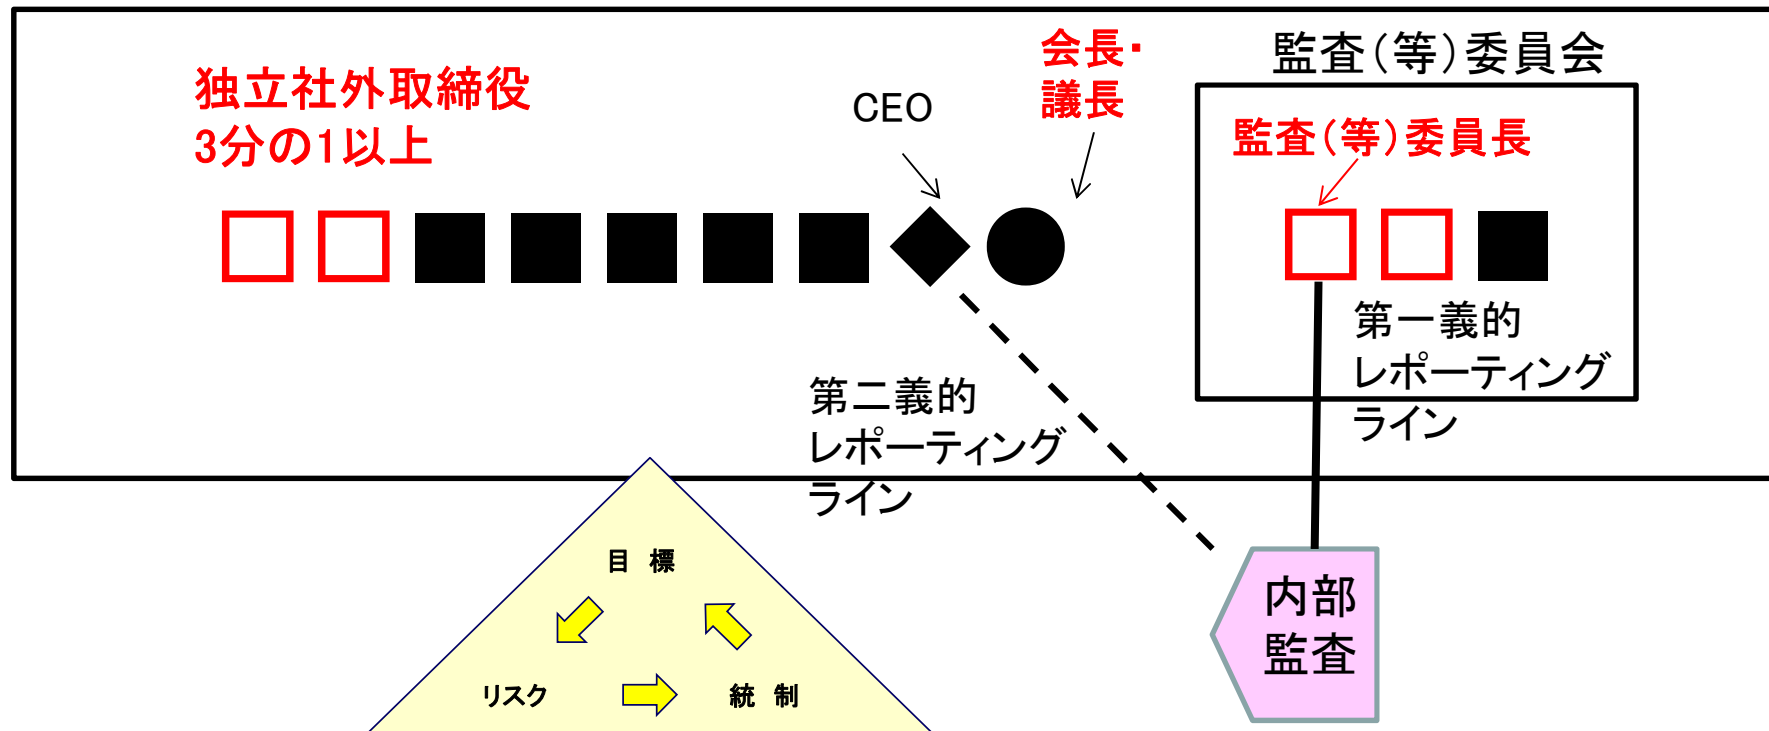 独立社外取締役
3分の1以上
CEO
会長・
議長
監査(等)委員会
監査(等)委員長
第一義的
レポーティング
ライン
第二義的
レポーティング
ライン
目 標
リスク
統 制
内部
監査